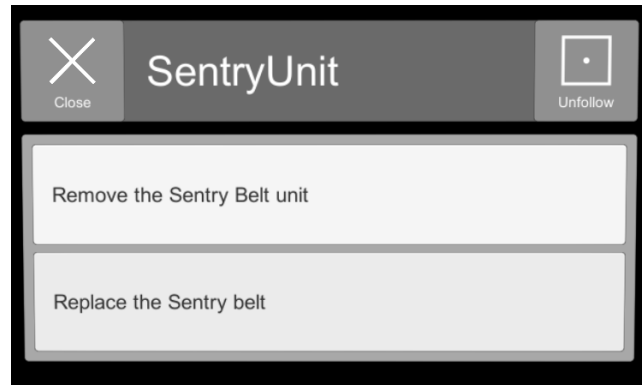 Close
SentryUnit
Unfollow
Remove the Sentry Belt unit
Replace the Sentry belt